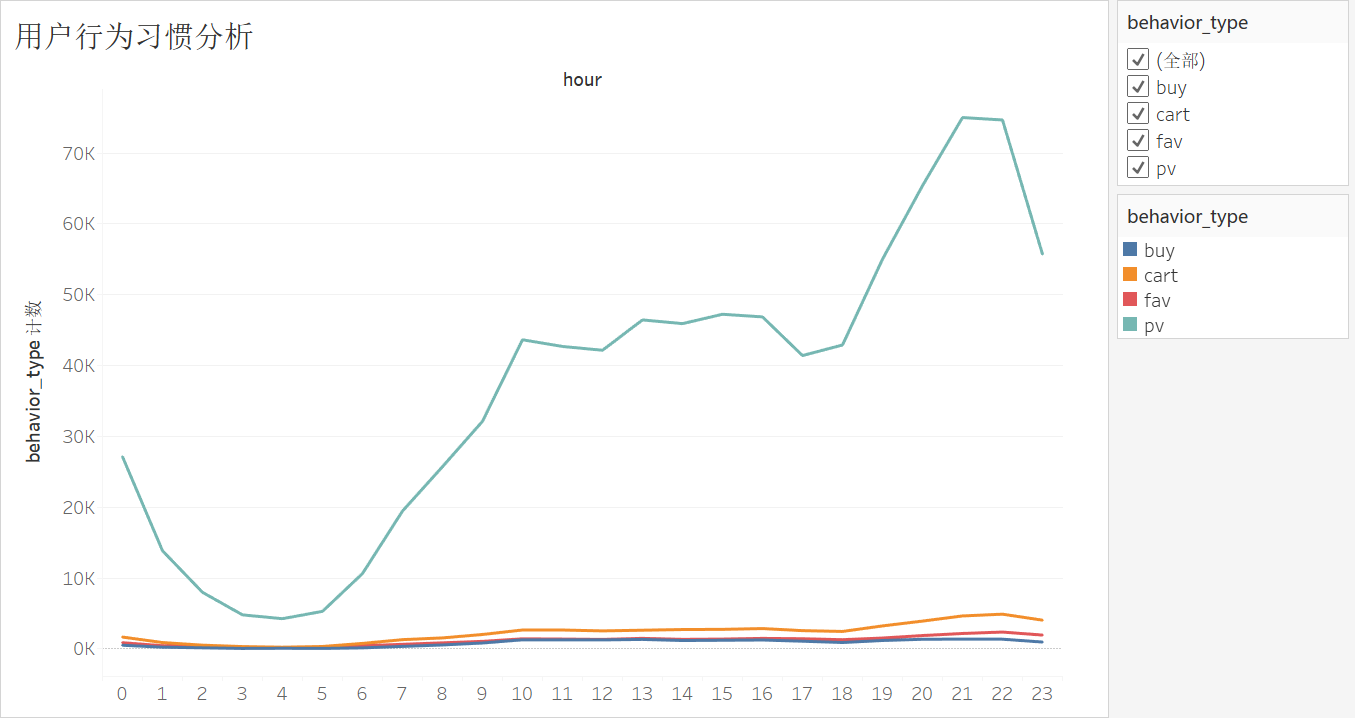 用户行为习惯分析
hour
behavior_type 计数
70K
60K
50K
40K
30K
20K
10K
0K
0 1 2 3 4 5 6 7 8 9 10 11 12 13 14 15 16 17 18 19 20 21 22 23
behavior_type
(全部)
buy
cart
fav
pv
behavior_type
buy
cart
fav
pv